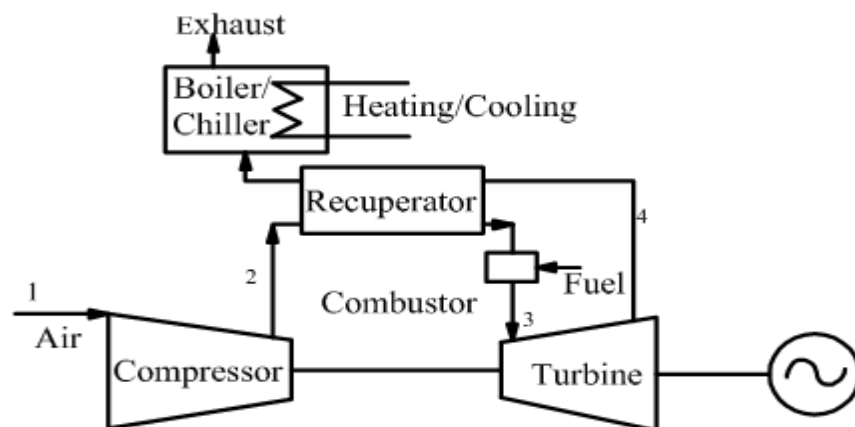 Exhaust
Boiler/
Chiller
Heating/Cooling
Recuperator
4
2
Fuel
Combustor
1
3
Air
Compressor
Turbine